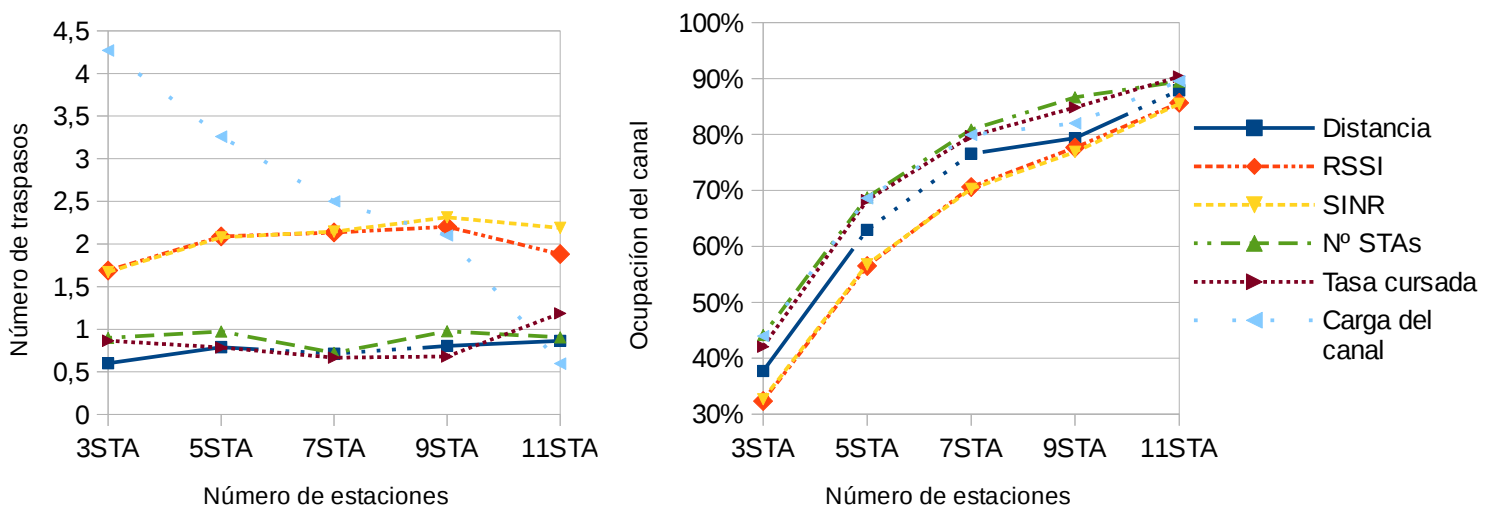 Número de traspasos
4,5
4
3,5
3
2,5
2
1,5
1
0,5
0
3STA 5STA 7STA 9STA 11STA
Número de estaciones
Ocupaciíon del canal
100%
90%
80%
70%
60%
50%
40%
30%
3STA 5STA 7STA 9STA 11STA
Número de estaciones
Distancia
RSSI
SINR
Nº STAs
Tasa cursada
Carga del
canal